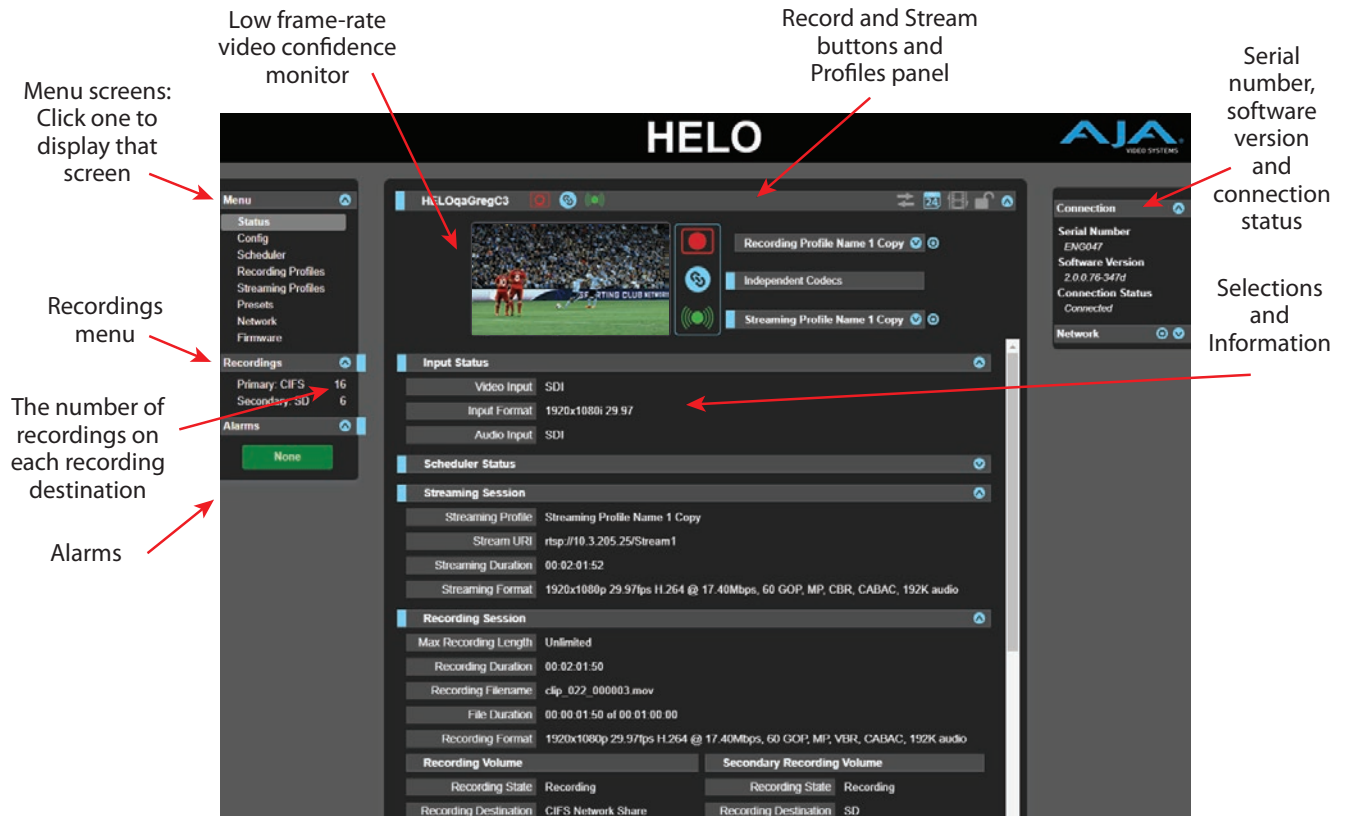 Low frame-rate
video confidence
monitor
Record and Stream
buttons and
Profiles panel
Serial
number,
software
version
and
connection
status
Menu screens:
Click one to
display that
screen
HELO
AJA
VIDEO SYSTEMS
Menu
Status
Config
Scheduler
Recording Profiles
Streaming Profiles
Presets
Network
Firmware
Recordings
menu
Recordings
Primary: CIFS 16
Secondary: SD 6
The number of
recordings on
each recording
destination
Alarms
None
Alarms
HELOqaGregC3
24
Recording Profile Name 1 Copy
Independent Codecs
Streaming Profile Name 1 Copy
SPORTING CLUB NETWORK
Connection
Serial Number
ENG047
Software Version
2.0.0.76-347d
Connection Status
Connected
Network
Selections
and
Information
Input Status
Video Input SDI
Input Format 1920x1080i 29.97
Audio Input SDI
Scheduler Status
Streaming Session
Streaming Profile Streaming Profile Name 1 Copy
Stream URI rtsp://10.3.205.25/Stream1
Streaming Duration 00:02:01:52
Streaming Format 1920x1080p 29.97fps H.264 @ 17.40Mbps, 60 GOP, MP, CBR, CABAC, 192K audio
Recording Session
Max Recording Length Unlimited
Recording Duration 00:02:01:50
Recording Filename clip_022_000003.mov
File Duration 00:00:01:50 of 00:01:00:00
Recording Format 1920x1080p 29.97fps H.264 @ 17.40Mbps, 60 GOP, MP, VBR, CABAC, 192K audio
Recording Volume Secondary Recording Volume
Recording State Recording Recording State Recording
Recording Destination CIFS Network Share Recording Destination SD